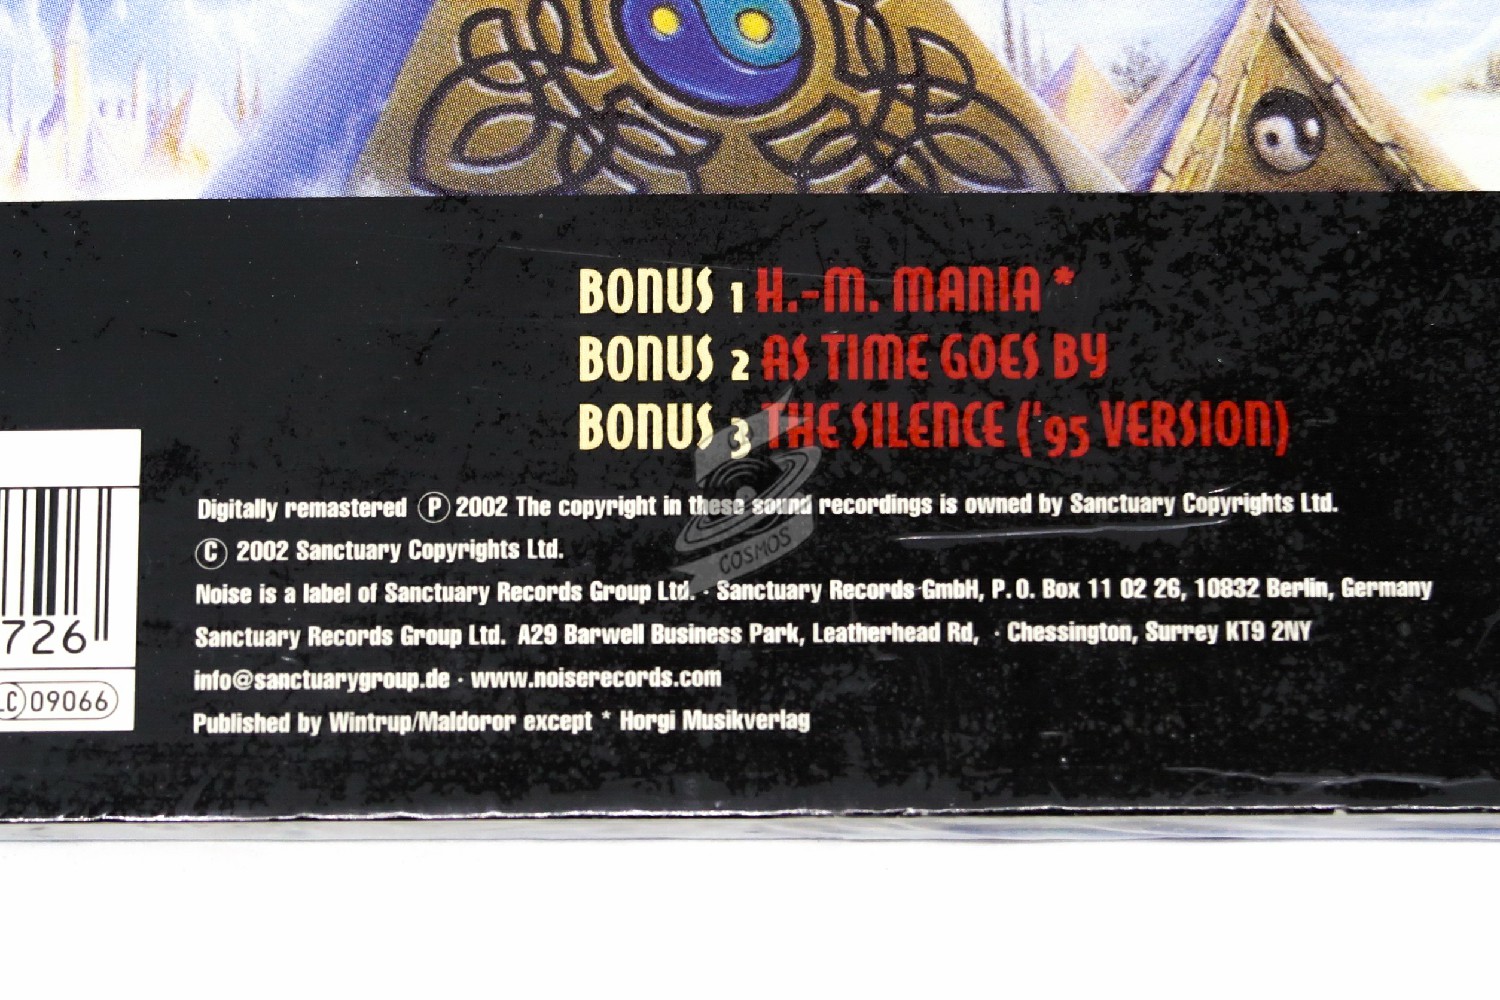 BONUS 1 H.-M. MANIA *
BONUS 2 AS TIME GOES BY
BONUS 3 THE SILENCE ('95 VERSION)
Digitally remastered Ⓟ 2002 The copyright in these sound recordings is owned by Sanctuary Copyrights Ltd.
Ⓒ 2002 Sanctuary Copyrights Ltd.
Noise is a label of Sanctuary Records Group Ltd. · Sanctuary Records GmbH, P.O. Box 11 02 26, 10832 Berlin, Germany
Sanctuary Records Group Ltd. A29 Barwell Business Park, Leatherhead Rd, · Chessington, Surrey KT9 2NY
info@sanctuarygroup.de · www.noiserecords.com
Published by Wintrup/Maldoror except * Horgi Musikverlag
726
LC 09066
COSMOS